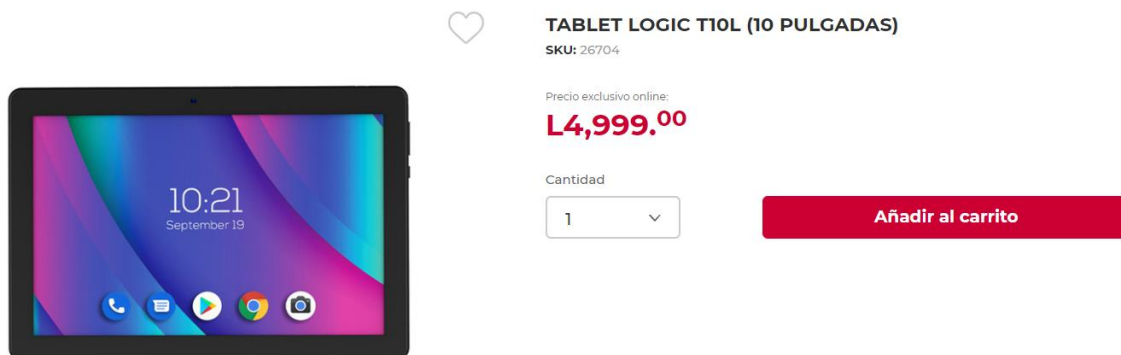 TABLET LOGIC T10L (10 PULGADAS)
SKU: 26704
Precio exclusivo online:
L4,999.00
Cantidad
1
Añadir al carrito
10:21
September 19